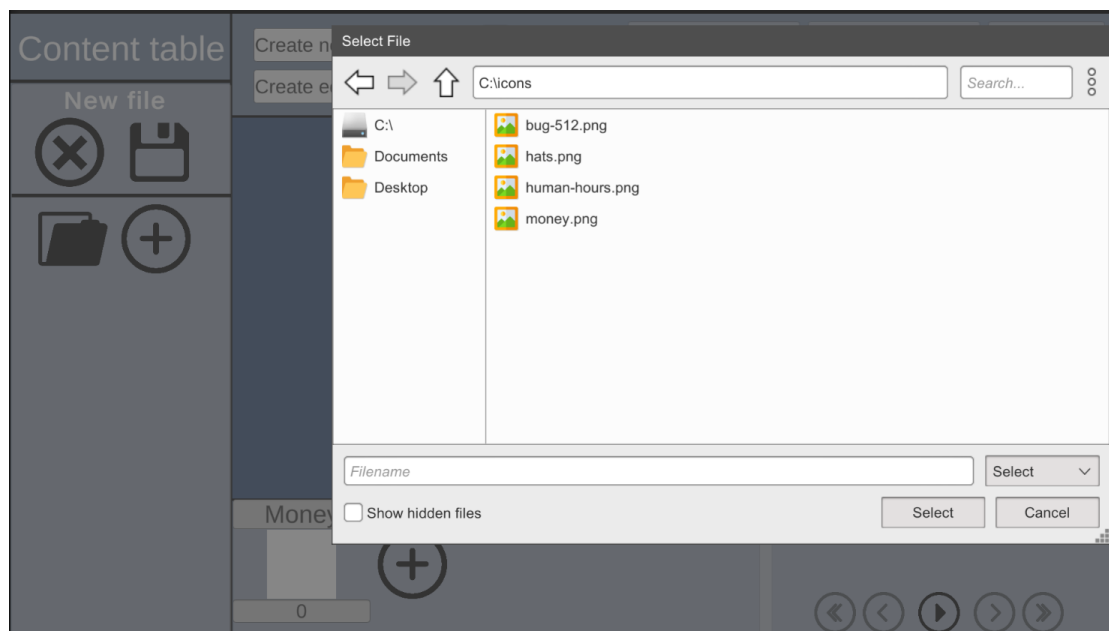 Content table
New file
Create n
Create e
Select File
C:\icons
Search...
C:\
Documents
Desktop
bug-512.png
hats.png
human-hours.png
money.png
Filename
Select
Show hidden files
Select
Cancel
Money
0